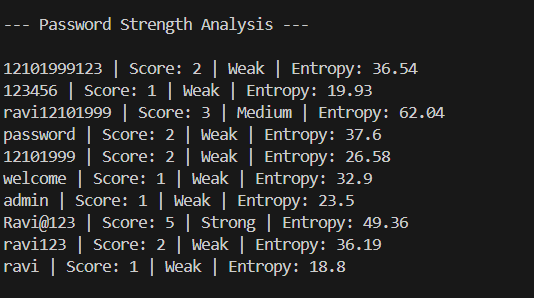 --- Password Strength Analysis ---
12101999123 | Score: 2 | Weak | Entropy: 36.54
123456 | Score: 1 | Weak | Entropy: 19.93
ravi12101999 | Score: 3 | Medium | Entropy: 62.04
password | Score: 2 | Weak | Entropy: 37.6
12101999 | Score: 2 | Weak | Entropy: 26.58
welcome | Score: 1 | Weak | Entropy: 32.9
admin | Score: 1 | Weak | Entropy: 23.5
Ravi@123 | Score: 5 | Strong | Entropy: 49.36
ravi123 | Score: 2 | Weak | Entropy: 36.19
ravi | Score: 1 | Weak | Entropy: 18.8